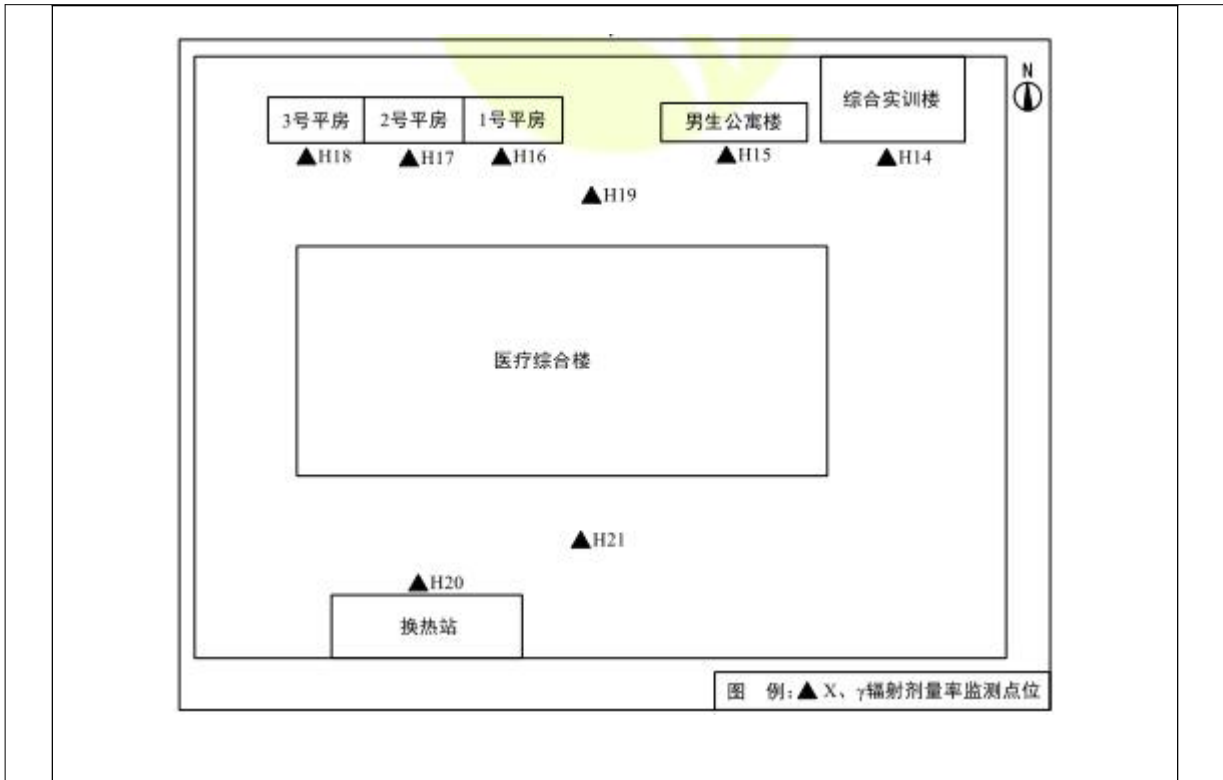 N
综合实训楼
3号平房 2号平房 1号平房 男生公寓楼
▲H18 ▲H17 ▲H16 ▲H15 ▲H14
▲H19
医疗综合楼
▲H21
▲H20
换热站
图 例:▲ X、γ辐射剂量率监测点位